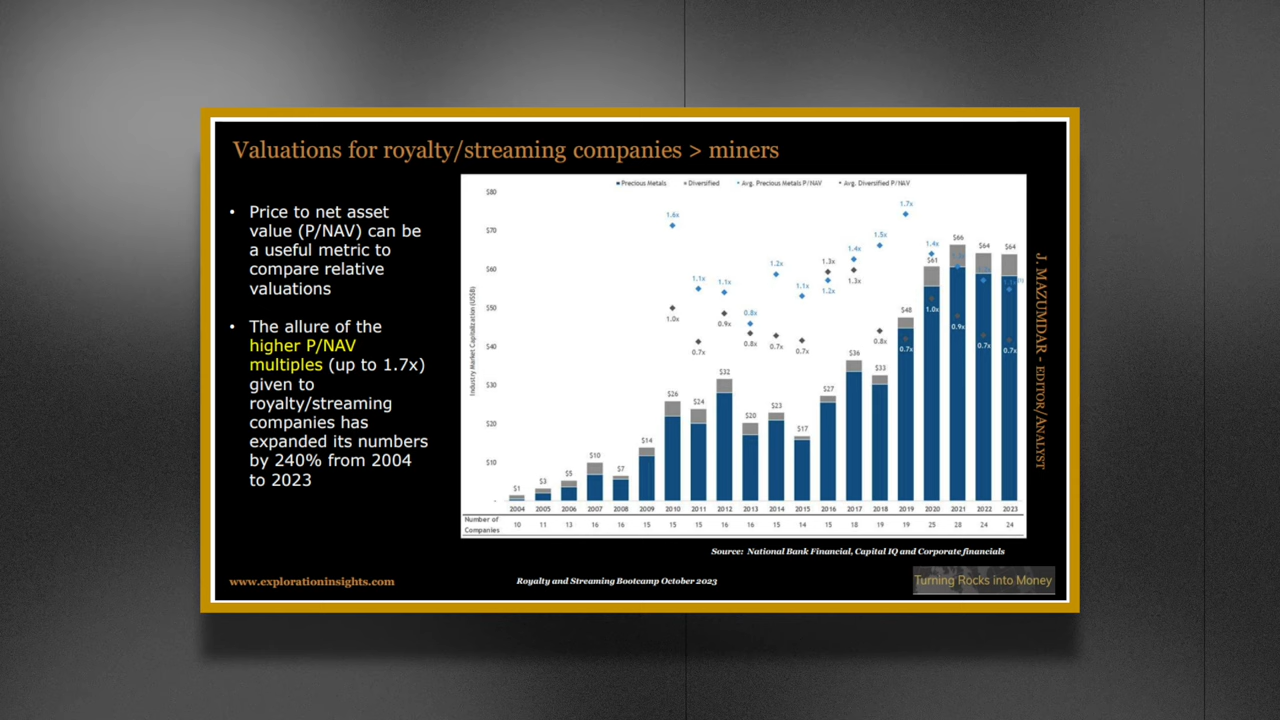 Valuations for royalty/streaming companies > miners
• Price to net asset
value (P/NAV) can be
a useful metric to
compare relative
valuations
• The allure of the
higher P/NAV
multiples (up to 1.7x)
given to
royalty/streaming
companies has
expanded its numbers
by 240% from 2004
to 2023
Precious Metals Diversified Avg. Precious Metals P/NAV Avg. Diversified P/NAV
Industry Market Capitalization (US$B)
$80
$70
$60
$50
$40
$30
$20
$10
-
1.6x 1.1x 1.1x 0.8x 1.2x 1.1x 1.2x 1.4x 1.5x 1.7x 1.4x
1.0x 0.7x 0.9x 0.8x 0.7x 0.7x 1.3x 1.3x 0.8x 0.7x 1.0x 0.9x 0.7x 0.7x
$1 $3 $5 $10 $7 $14 $26 $24 $32 $20 $23 $17 $27 $36 $33 $48 $61 $66 $64 $64
2004 2005 2006 2007 2008 2009 2010 2011 2012 2013 2014 2015 2016 2017 2018 2019 2020 2021 2022 2023
Number of
Companies
10 11 13 16 16 15 15 15 16 16 15 14 15 18 19 19 25 28 24 24
J. MAZUMDAR - EDITOR/ANALYST
Source: National Bank Financial, Capital IQ and Corporate financials
www.explorationinsights.com
Royalty and Streaming Bootcamp October 2023
Turning Rocks into Money